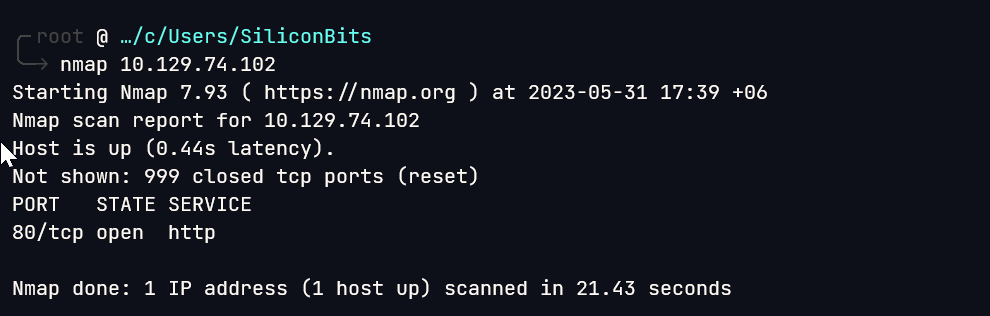 root @ …/c/Users/SiliconBits
nmap 10.129.74.102
Starting Nmap 7.93 ( https://nmap.org ) at 2023-05-31 17:39 +06
Nmap scan report for 10.129.74.102
Host is up (0.44s latency).
Not shown: 999 closed tcp ports (reset)
PORT   STATE SERVICE
80/tcp open  http
Nmap done: 1 IP address (1 host up) scanned in 21.43 seconds